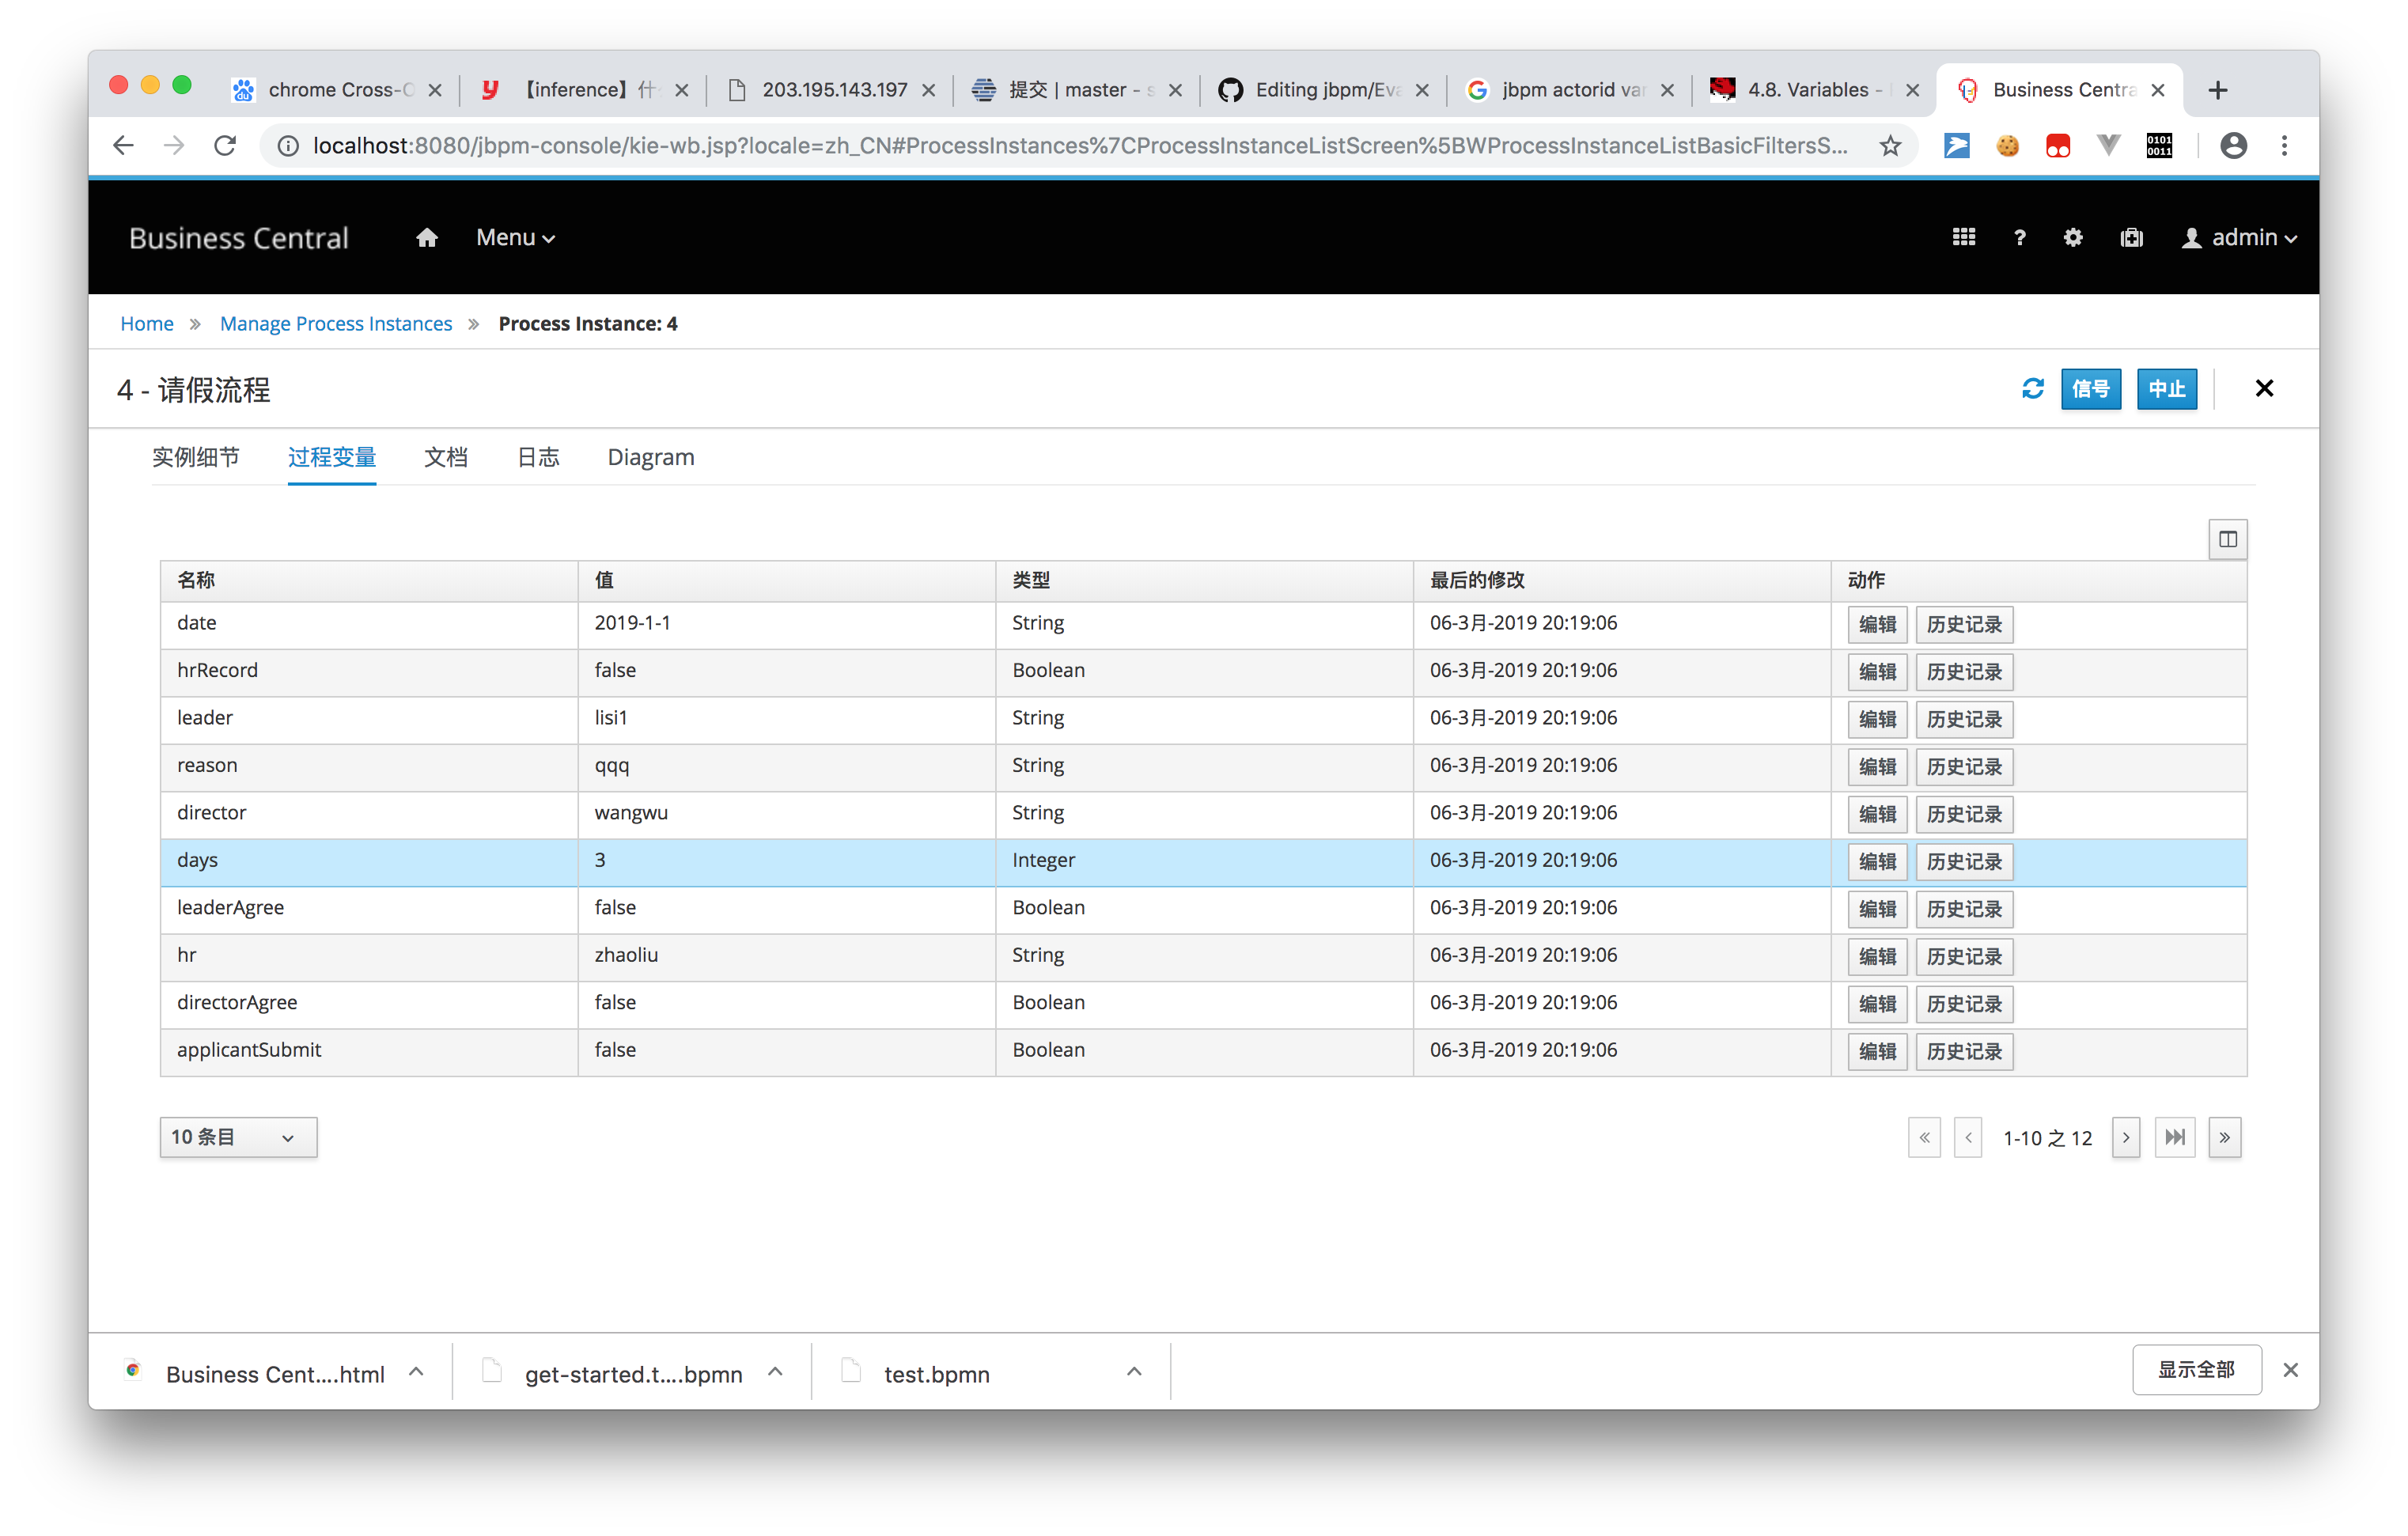 chrome Cross-O
【inference】什
203.195.143.197
提交 | master - s
Editing jbpm/Eva
jbpm actorid var
4.8. Variables -
Business Centra
localhost:8080/jbpm-console/kie-wb.jsp?locale=zh_CN#ProcessInstances%7CProcessInstanceListScreen%5BWProcessInstanceListBasicFiltersS...
0101
0011
Business Central
Menu
?
admin
Home » Manage Process Instances » Process Instance: 4
4 - 请假流程
信号
中止
实例细节 过程变量 文档 日志 Diagram
名称 值 类型 最后的修改 动作
date 2019-1-1 String 06-3月-2019 20:19:06 编辑 历史记录
hrRecord false Boolean 06-3月-2019 20:19:06 编辑 历史记录
leader lisi1 String 06-3月-2019 20:19:06 编辑 历史记录
reason qqq String 06-3月-2019 20:19:06 编辑 历史记录
director wangwu String 06-3月-2019 20:19:06 编辑 历史记录
days 3 Integer 06-3月-2019 20:19:06 编辑 历史记录
leaderAgree false Boolean 06-3月-2019 20:19:06 编辑 历史记录
hr zhaoliu String 06-3月-2019 20:19:06 编辑 历史记录
directorAgree false Boolean 06-3月-2019 20:19:06 编辑 历史记录
applicantSubmit false Boolean 06-3月-2019 20:19:06 编辑 历史记录
10 条目
1-10 之 12
Business Cent....html
get-started.t....bpmn
test.bpmn
显示全部